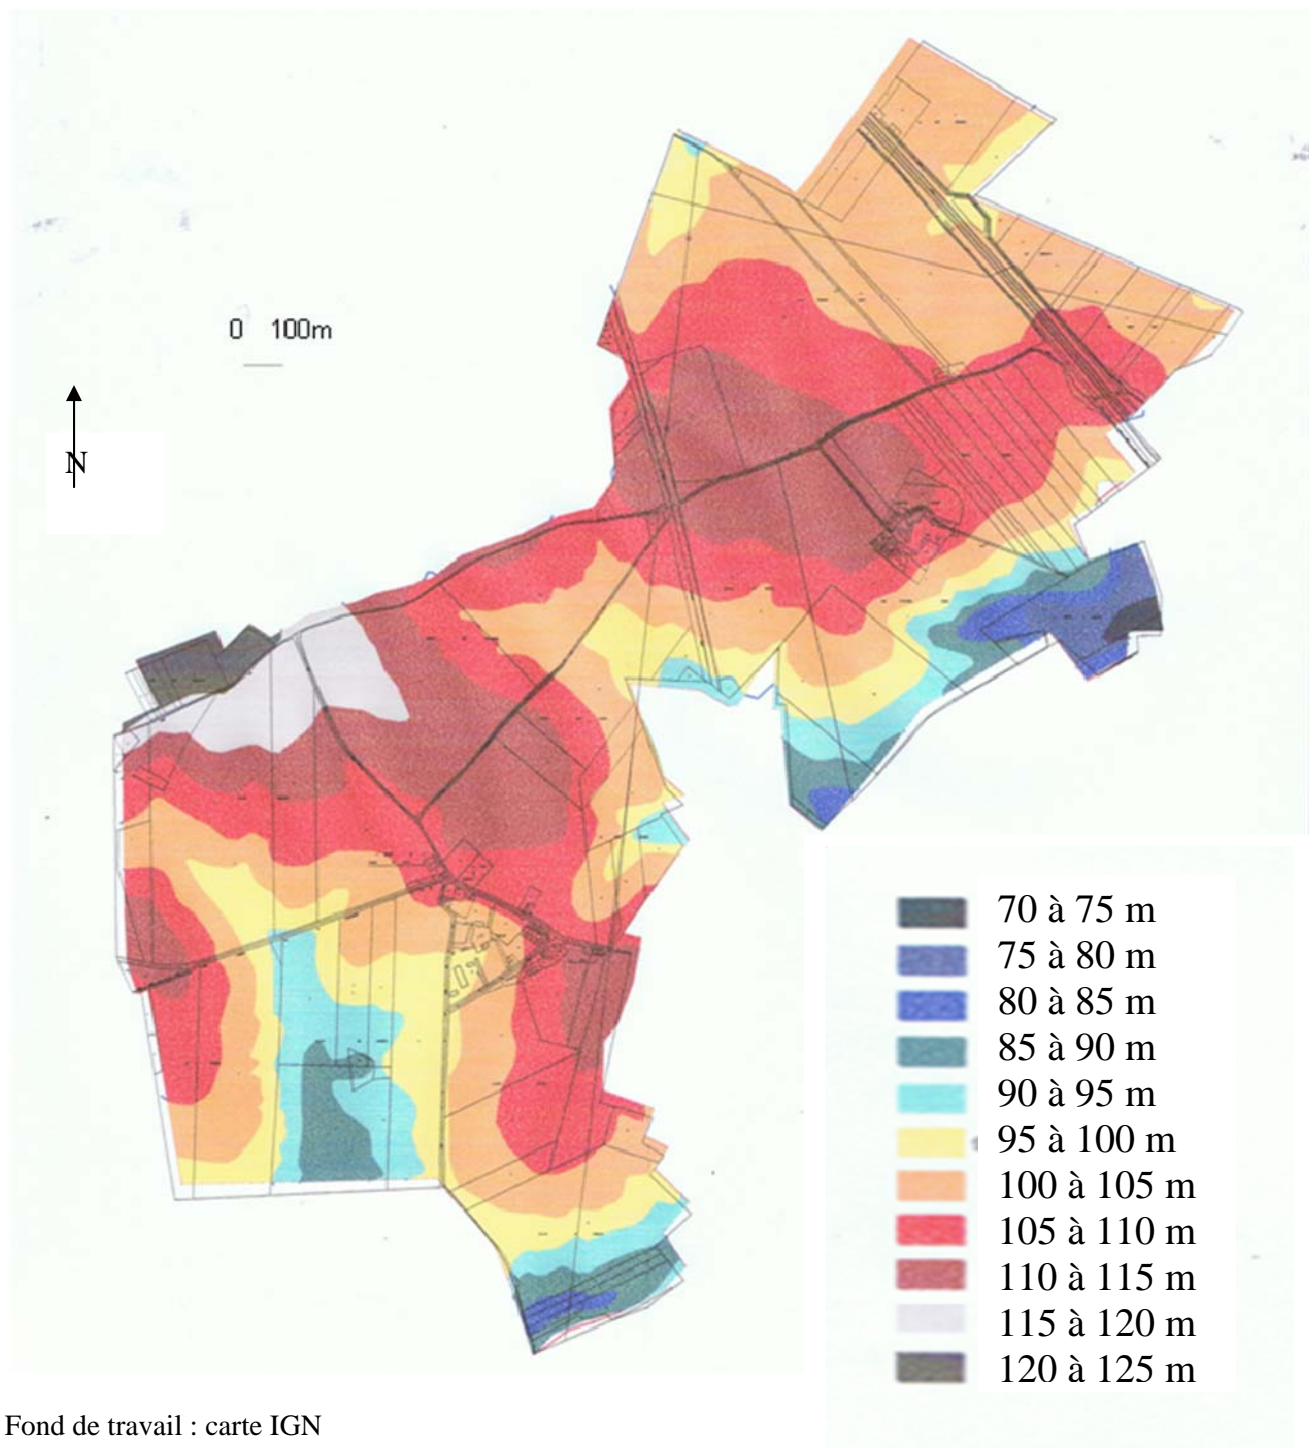 0 100m
N
70 à 75 m
75 à 80 m
80 à 85 m
85 à 90 m
90 à 95 m
95 à 100 m
100 à 105 m
105 à 110 m
110 à 115 m
115 à 120 m
120 à 125 m
Fond de travail : carte IGN